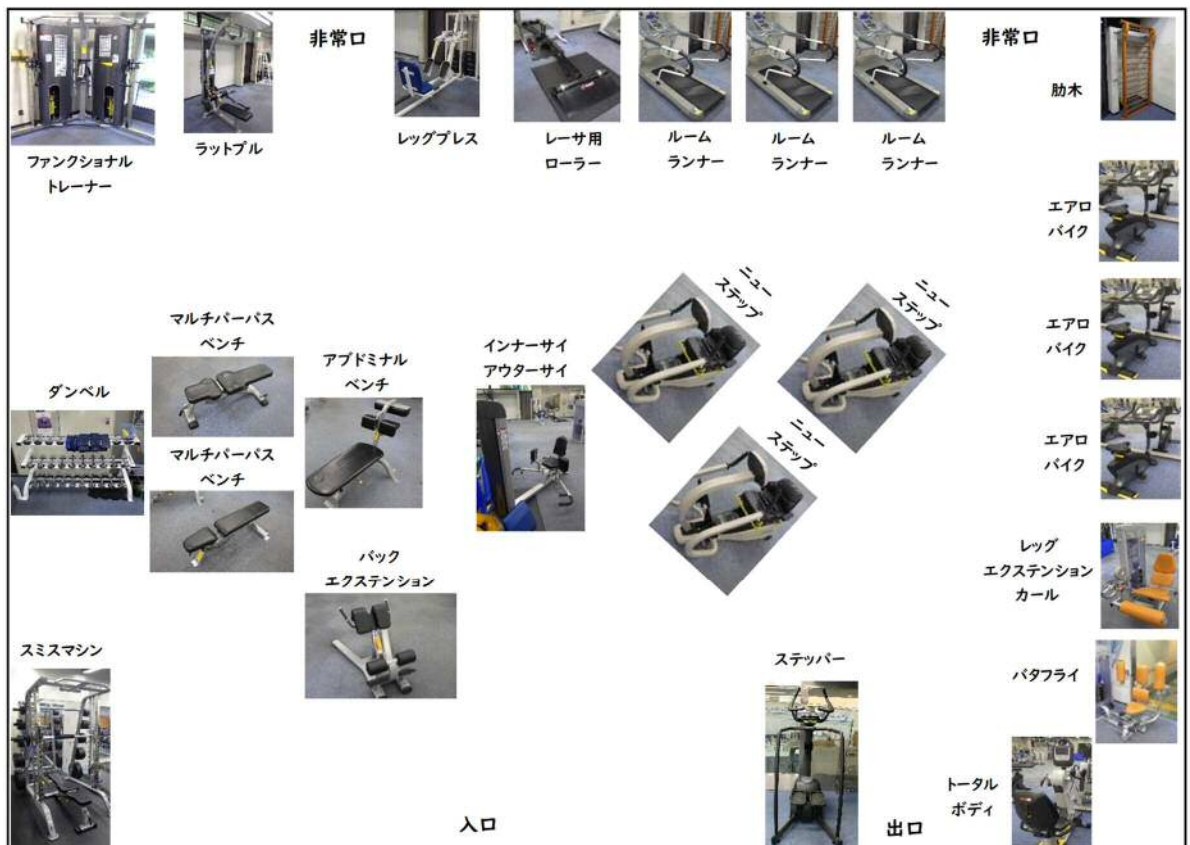 非常口
非常口
ファンクショナル
トレーナー
ラットプル
レッグプレス
レーサ用
ローラー
ルーム
ランナー
ルーム
ランナー
ルーム
ランナー
肋木
エアロ
バイク
ニュー
ステップ
ニュー
ステップ
マルチパーパス
ベンチ
アブドミナル
ベンチ
インナーサイ
アウターサイ
エアロ
バイク
ダンベル
マルチパーパス
ベンチ
ニュー
ステップ
エアロ
バイク
バック
エクステンション
レッグ
エクステンション
カール
スミスマシン
ステッパー
バタフライ
トータル
ボディ
入口
出口